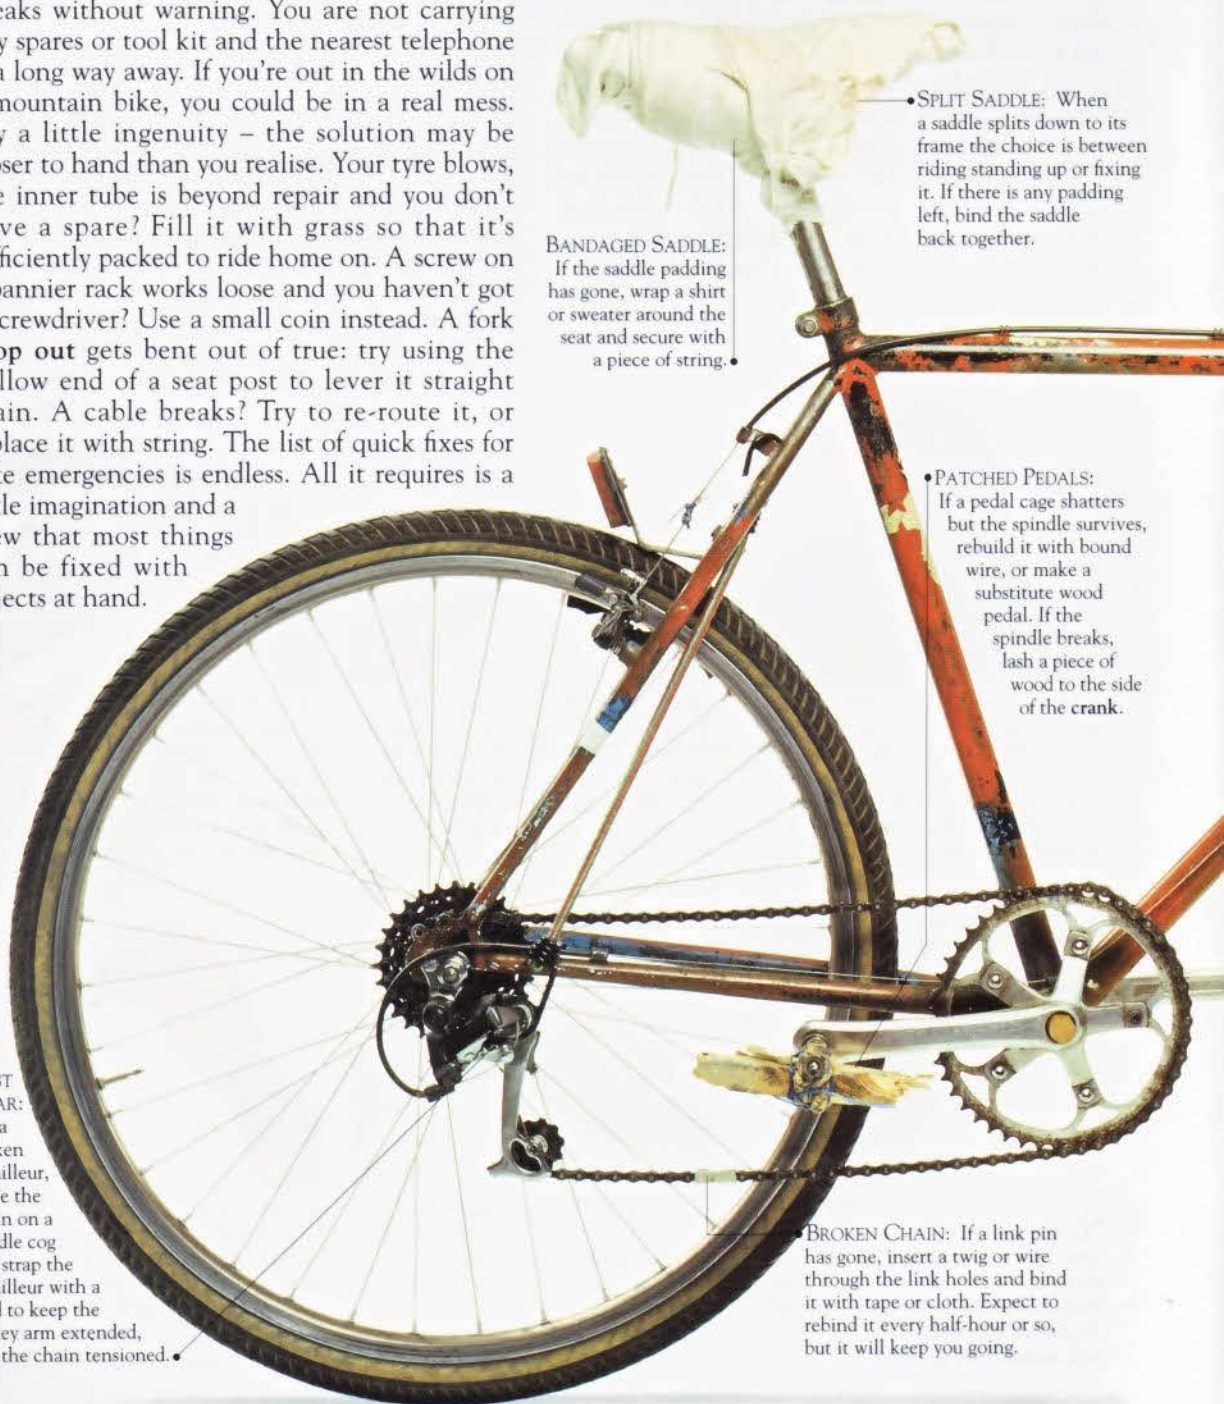 eaks without warning. You are not carrying
y spares or tool kit and the nearest telephone
a long way away. If you're out in the wilds on
mountain bike, you could be in a real mess.
y a little ingenuity – the solution may be
ser to hand than you realise. Your tyre blows,
e inner tube is beyond repair and you don't
ve a spare? Fill it with grass so that it's
fficiently packed to ride home on. A screw on
pannier rack works loose and you haven't got
crewdriver? Use a small coin instead. A fork
op out gets bent out of true: try using the
llow end of a seat post to lever it straight
ain. A cable breaks? Try to re-route it, or
place it with string. The list of quick fixes for
ke emergencies is endless. All it requires is a
tle imagination and a
ew that most things
n be fixed with
jects at hand.
SPLIT SADDLE: When
a saddle splits down to its
frame the choice is between
riding standing up or fixing
it. If there is any padding
left, bind the saddle
back together.
BANDAGED SADDLE:
If the saddle padding
has gone, wrap a shirt
or sweater around the
seat and secure with
a piece of string.
PATCHED PEDALS:
If a pedal cage shatters
but the spindle survives,
rebuild it with bound
wire, or make a
substitute wood
pedal. If the
spindle breaks,
lash a piece of
wood to the side
of the crank.
ST
AR:
a
ken
ailleur,
e the
in on a
dle cog
strap the
ailleur with a
d to keep the
ey arm extended,
the chain tensioned.
BROKEN CHAIN: If a link pin
has gone, insert a twig or wire
through the link holes and bind
it with tape or cloth. Expect to
rebind it every half-hour or so,
but it will keep you going.